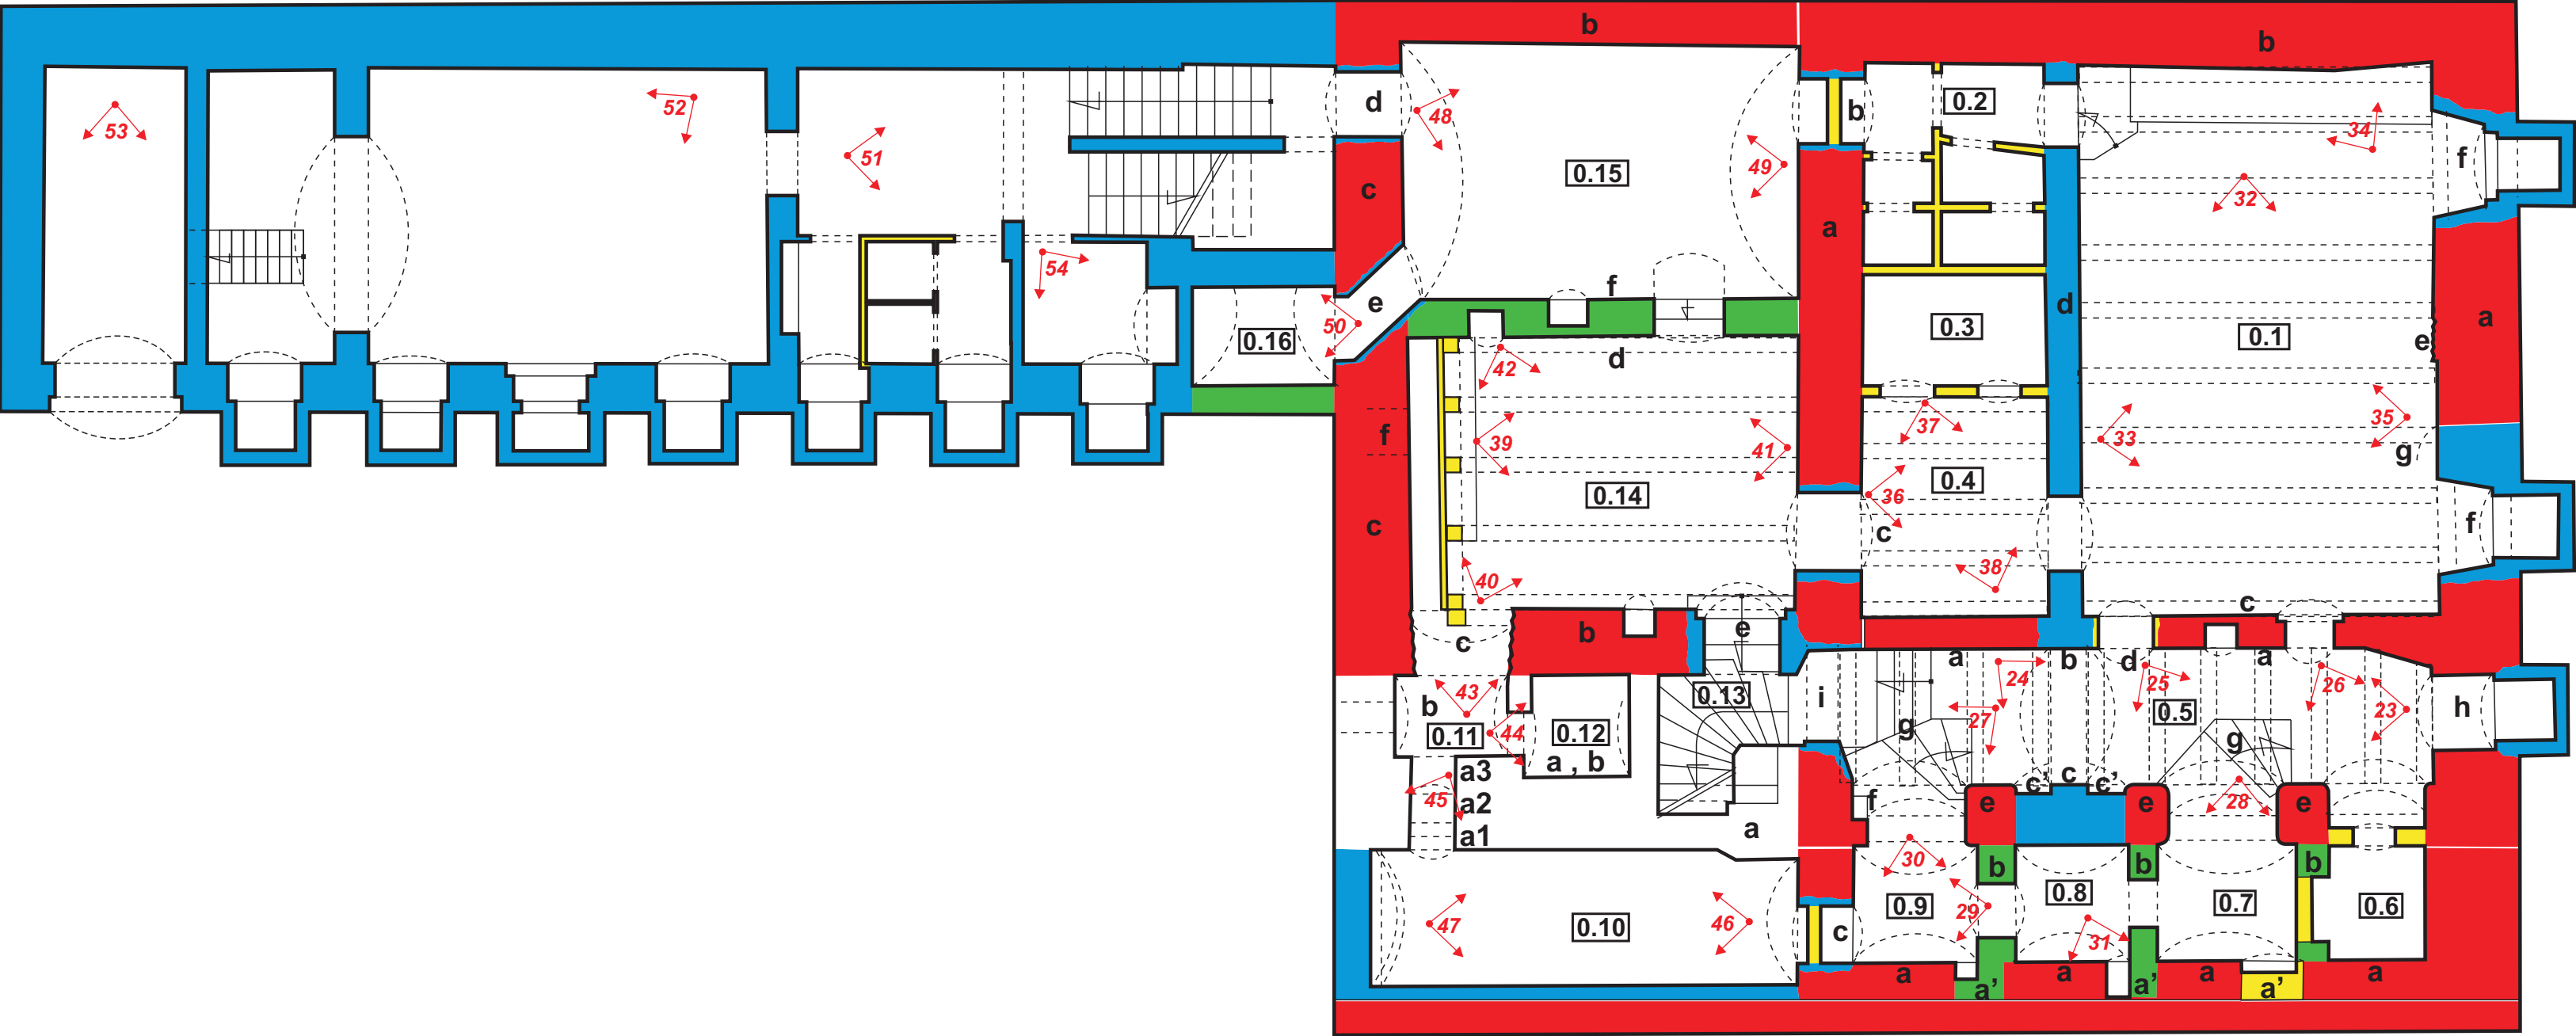 b
b
53
52
51
54
d
48
c
0.15
49
b
0.2
34
f
32
a
e
50
0.16
f
d
0.3
0.1
a
e
42
d
f
39
41
37
33
35
g
0.14
36
0.4
c
c
f
40
38
c
b
e
c
a
b
d
a
24
25
26
43
b
0.11
44
0.12
a , b
0.13
i
g
27
0.5
g
23
h
a3
45
a2
a1
a
f
c'
c
c'
e
e
28
e
30
b
b
b
47
0.10
46
c
0.9
29
0.8
31
0.7
0.6
a
a'
a
a'
a
a'
a